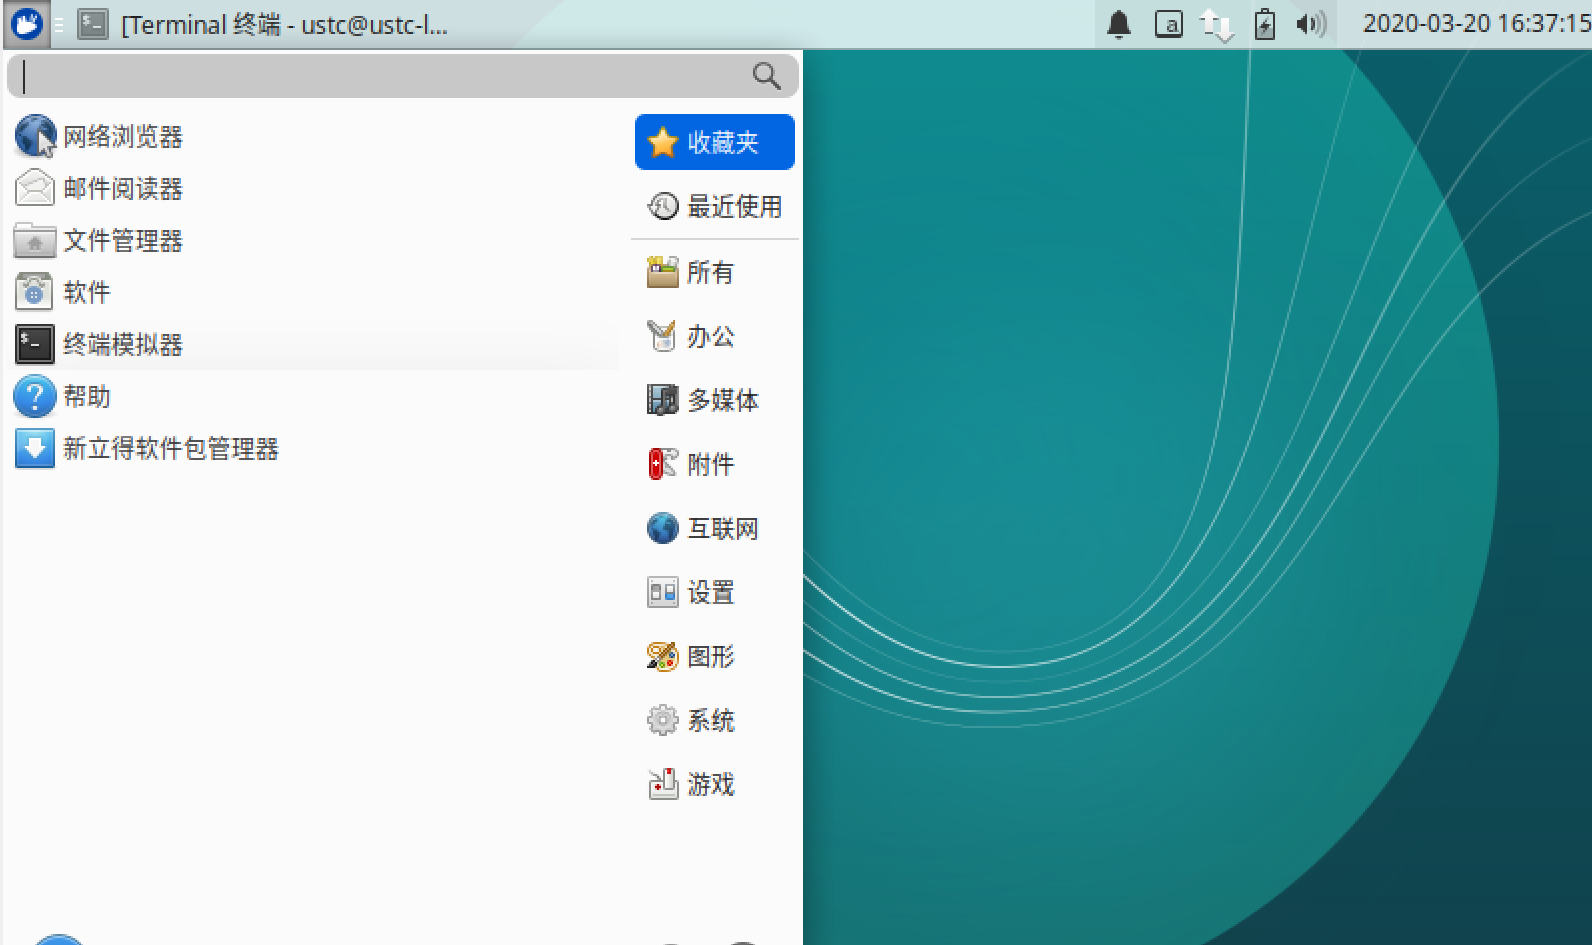 [Terminal 终端 - ustc@ustc-l...
a
2020-03-20 16:37:15
网络浏览器
邮件阅读器
文件管理器
软件
终端模拟器
帮助
新立得软件包管理器
收藏夹
最近使用
所有
办公
多媒体
附件
互联网
设置
图形
系统
游戏